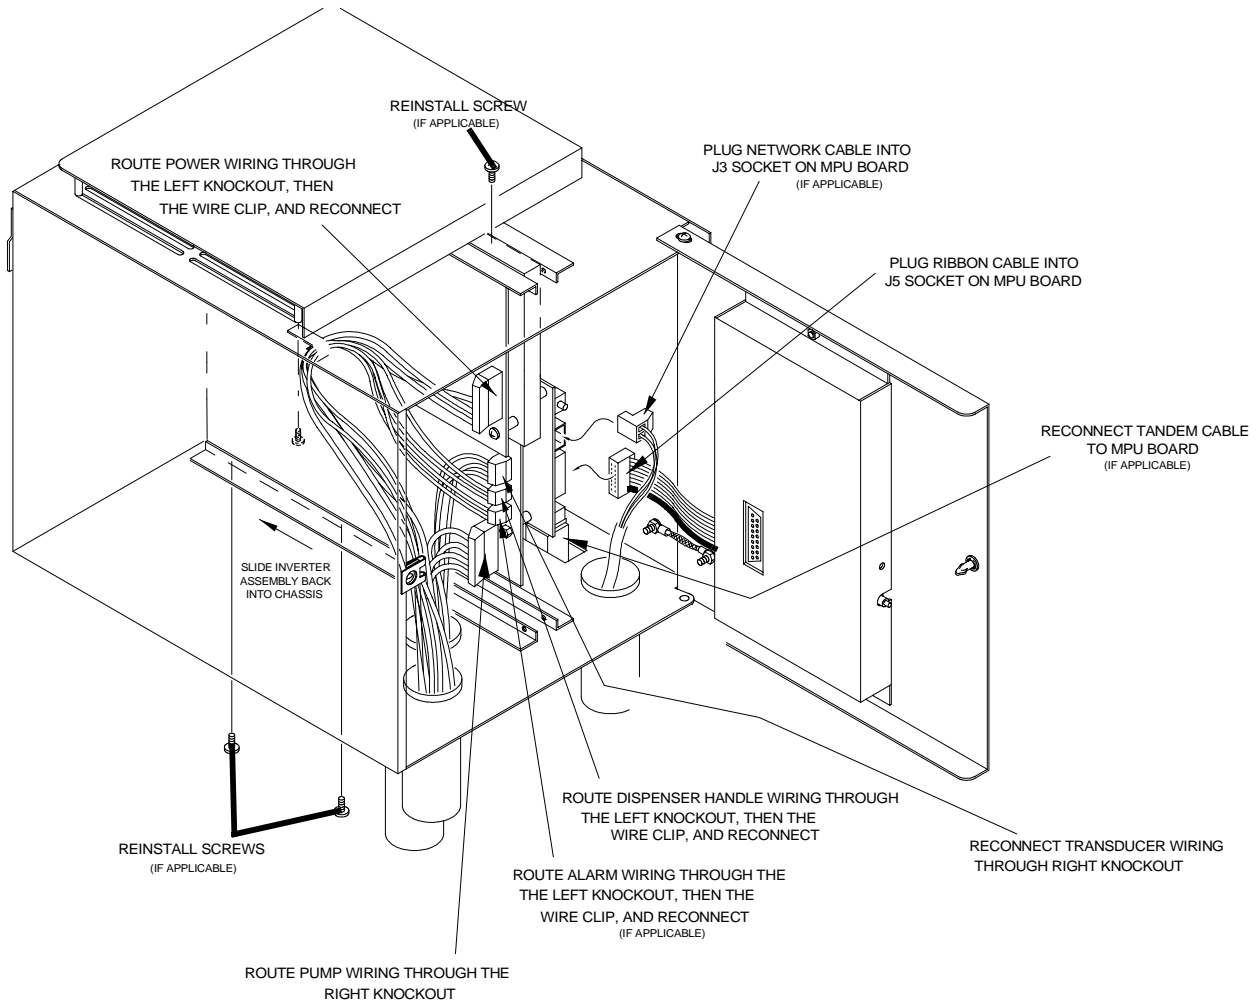 REINSTALL SCREW
(IF APPLICABLE)
ROUTE POWER WIRING THROUGH
THE LEFT KNOCKOUT, THEN
THE WIRE CLIP, AND RECONNECT
PLUG NETWORK CABLE INTO
J3 SOCKET ON MPU BOARD
(IF APPLICABLE)
PLUG RIBBON CABLE INTO
J5 SOCKET ON MPU BOARD
RECONNECT TANDEM CABLE
TO MPU BOARD
(IF APPLICABLE)
SLIDE INVERTER
ASSEMBLY BACK
INTO CHASSIS
REINSTALL SCREWS
(IF APPLICABLE)
ROUTE DISPENSER HANDLE WIRING THROUGH
THE LEFT KNOCKOUT, THEN THE
WIRE CLIP, AND RECONNECT
RECONNECT TRANSDUCER WIRING
THROUGH RIGHT KNOCKOUT
ROUTE ALARM WIRING THROUGH THE
THE LEFT KNOCKOUT, THEN THE
WIRE CLIP, AND RECONNECT
(IF APPLICABLE)
ROUTE PUMP WIRING THROUGH THE
RIGHT KNOCKOUT